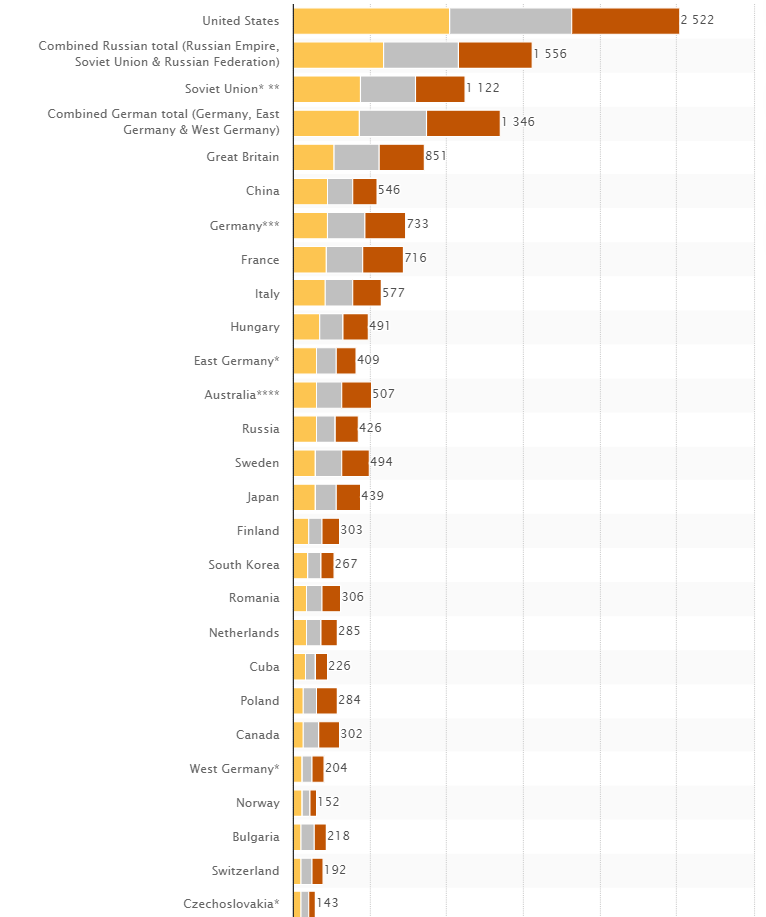 United States 2 522
Combined Russian total (Russian Empire,
Soviet Union & Russian Federation) 1 556
Soviet Union* ** 1 122
Combined German total (Germany, East
Germany & West Germany) 1 346
Great Britain 851
China 546
Germany*** 733
France 716
Italy 577
Hungary 491
East Germany* 409
Australia**** 507
Russia 426
Sweden 494
Japan 439
Finland 303
South Korea 267
Romania 306
Netherlands 285
Cuba 226
Poland 284
Canada 302
West Germany* 204
Norway 152
Bulgaria 218
Switzerland 192
Czechoslovakia* 143